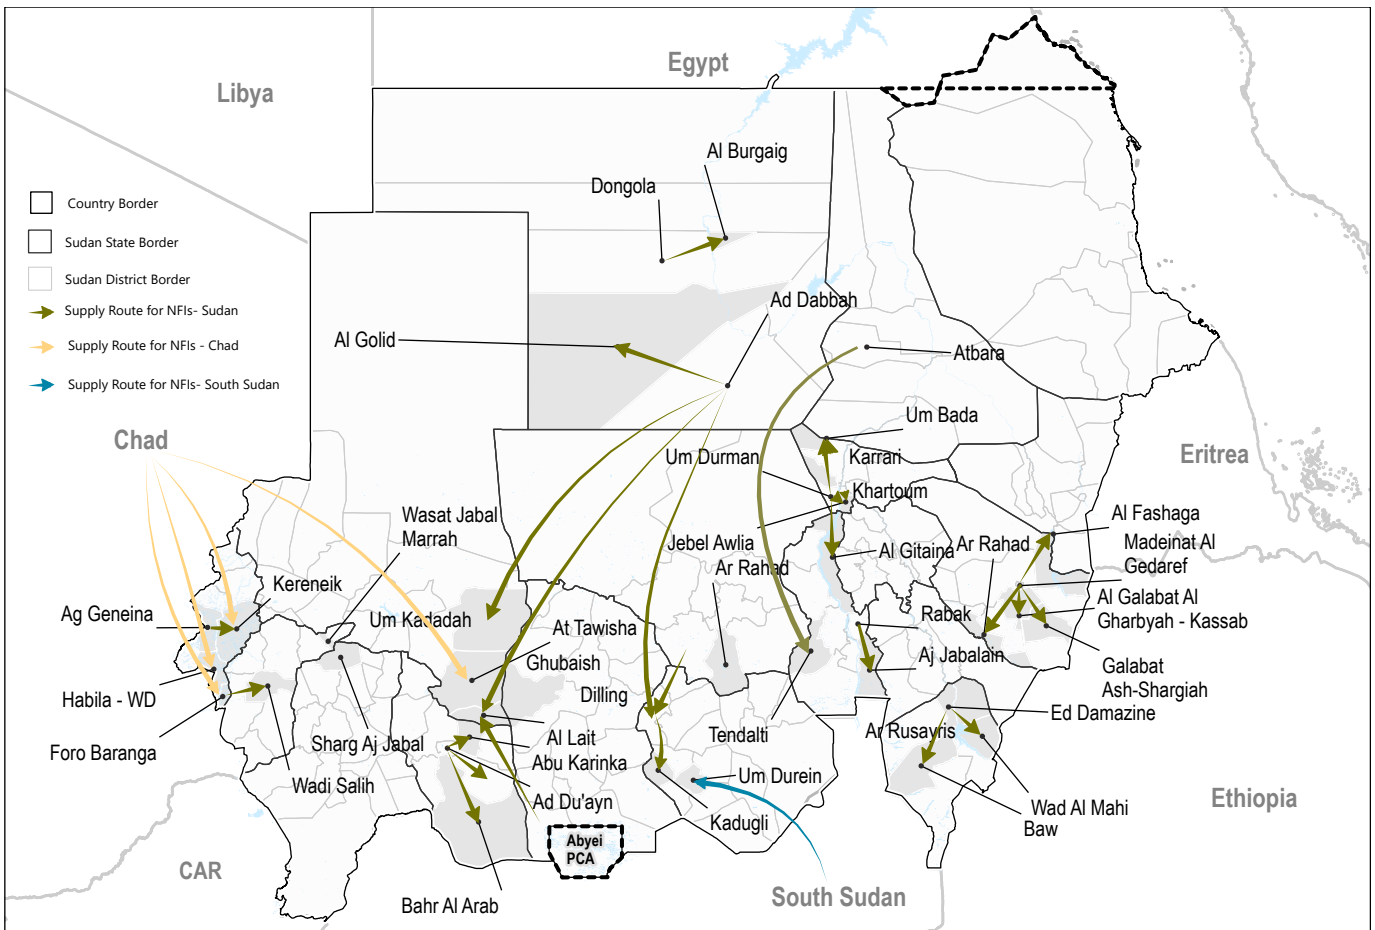 Egypt
Libya
Al Burgaig
Dongola
Country Border
Sudan State Border
Sudan District Border
Supply Route for NFIs- Sudan
Supply Route for NFIs - Chad
Supply Route for NFIs- South Sudan
Ad Dabbah
Al Golid
Atbara
Um Bada
Chad
Um Durman
Karrari
Eritrea
Khartoum
Wasat Jabal
Marrah
Al Fashaga
Jebel Awlia
Al Gitaina
Ar Rahad
Madeinat Al
Gedaref
Ar Rahad
Kereneik
Ag Geneina
Um Kadadah
At Tawisha
Rabak
Al Galabat Al
Gharbyah - Kassab
Ghubaish
Aj Jabalain
Galabat
Ash-Shargiah
Habila - WD
Dilling
Ed Damazine
Foro Baranga
Sharg Aj Jabal
Al Lait
Tendalti
Ar Rusayris
Abu Karinka
Wadi Salih
Um Durein
Ad Du'ayn
Kadugli
Wad Al Mahi
Baw
Ethiopia
Abyei
PCA
CAR
Bahr Al Arab
South Sudan